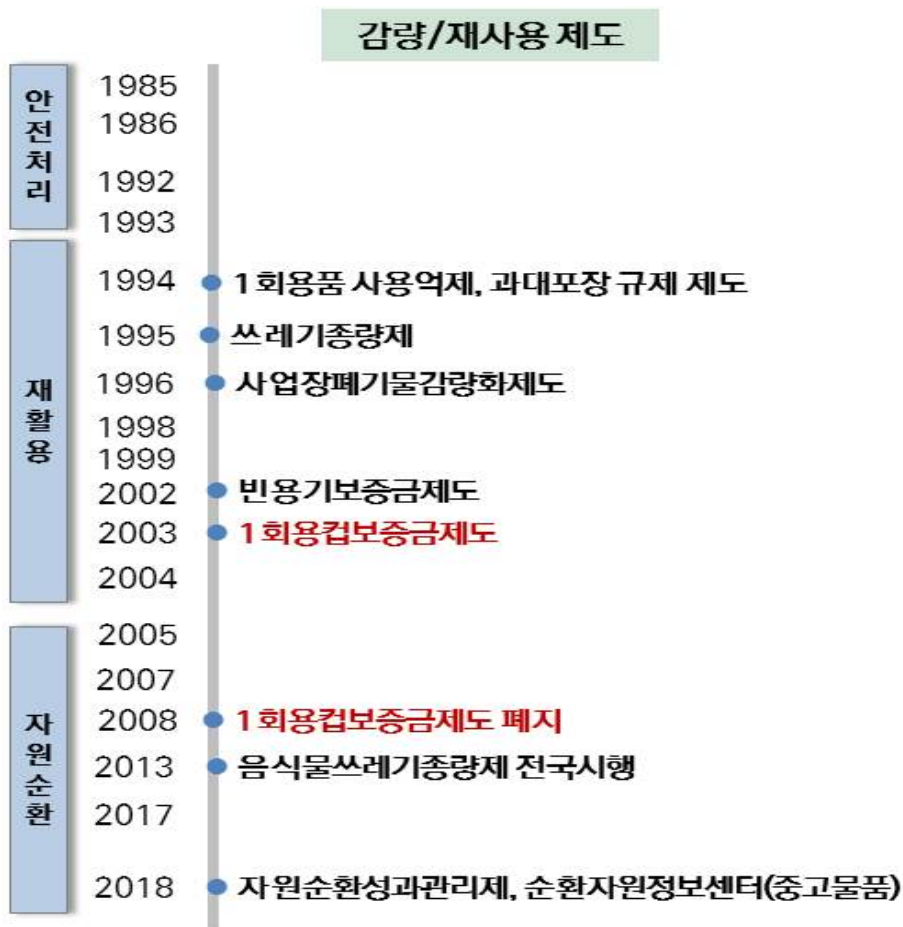 감량/재사용 제도
안전처리
1985
1986
1992
1993
재활용
1994 1회용품 사용억제, 과대포장 규제 제도
1995 쓰레기종량제
1996 사업장폐기물감량화제도
1998
1999
2002 빈용기보증금제도
2003 1회용컵보증금제도
2004
자원순환
2005
2007
2008 1회용컵보증금제도 폐지
2013 음식물쓰레기종량제 전국시행
2017
2018 자원순환성과관리제, 순환자원정보센터(중고물품)